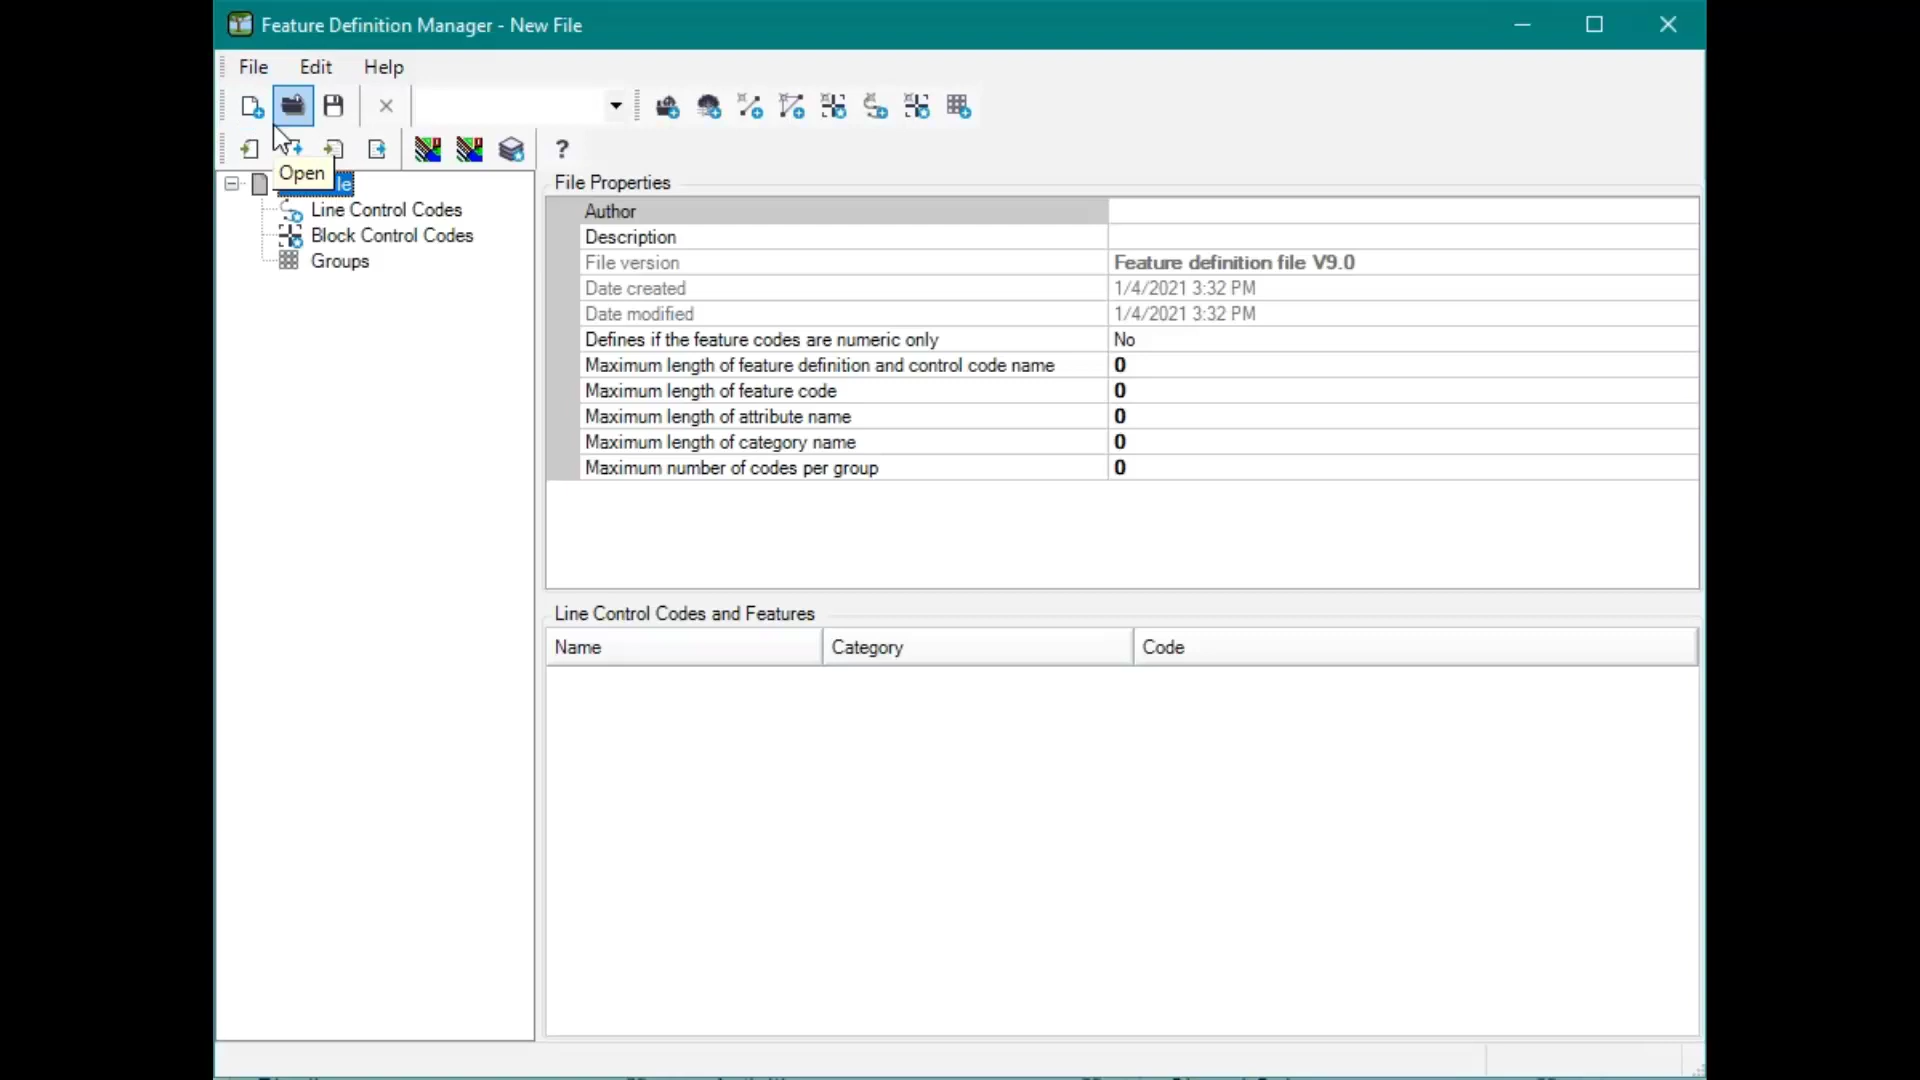 Feature Definition Manager - New File
File Edit Help
?
Open
le
Line Control Codes
Block Control Codes
Groups
File Properties
Author
Description
File version Feature definition file V9.0
Date created 1/4/2021 3:32 PM
Date modified 1/4/2021 3:32 PM
Defines if the feature codes are numeric only No
Maximum length of feature definition and control code name 0
Maximum length of feature code 0
Maximum length of attribute name 0
Maximum length of category name 0
Maximum number of codes per group 0
Line Control Codes and Features
Name Category Code